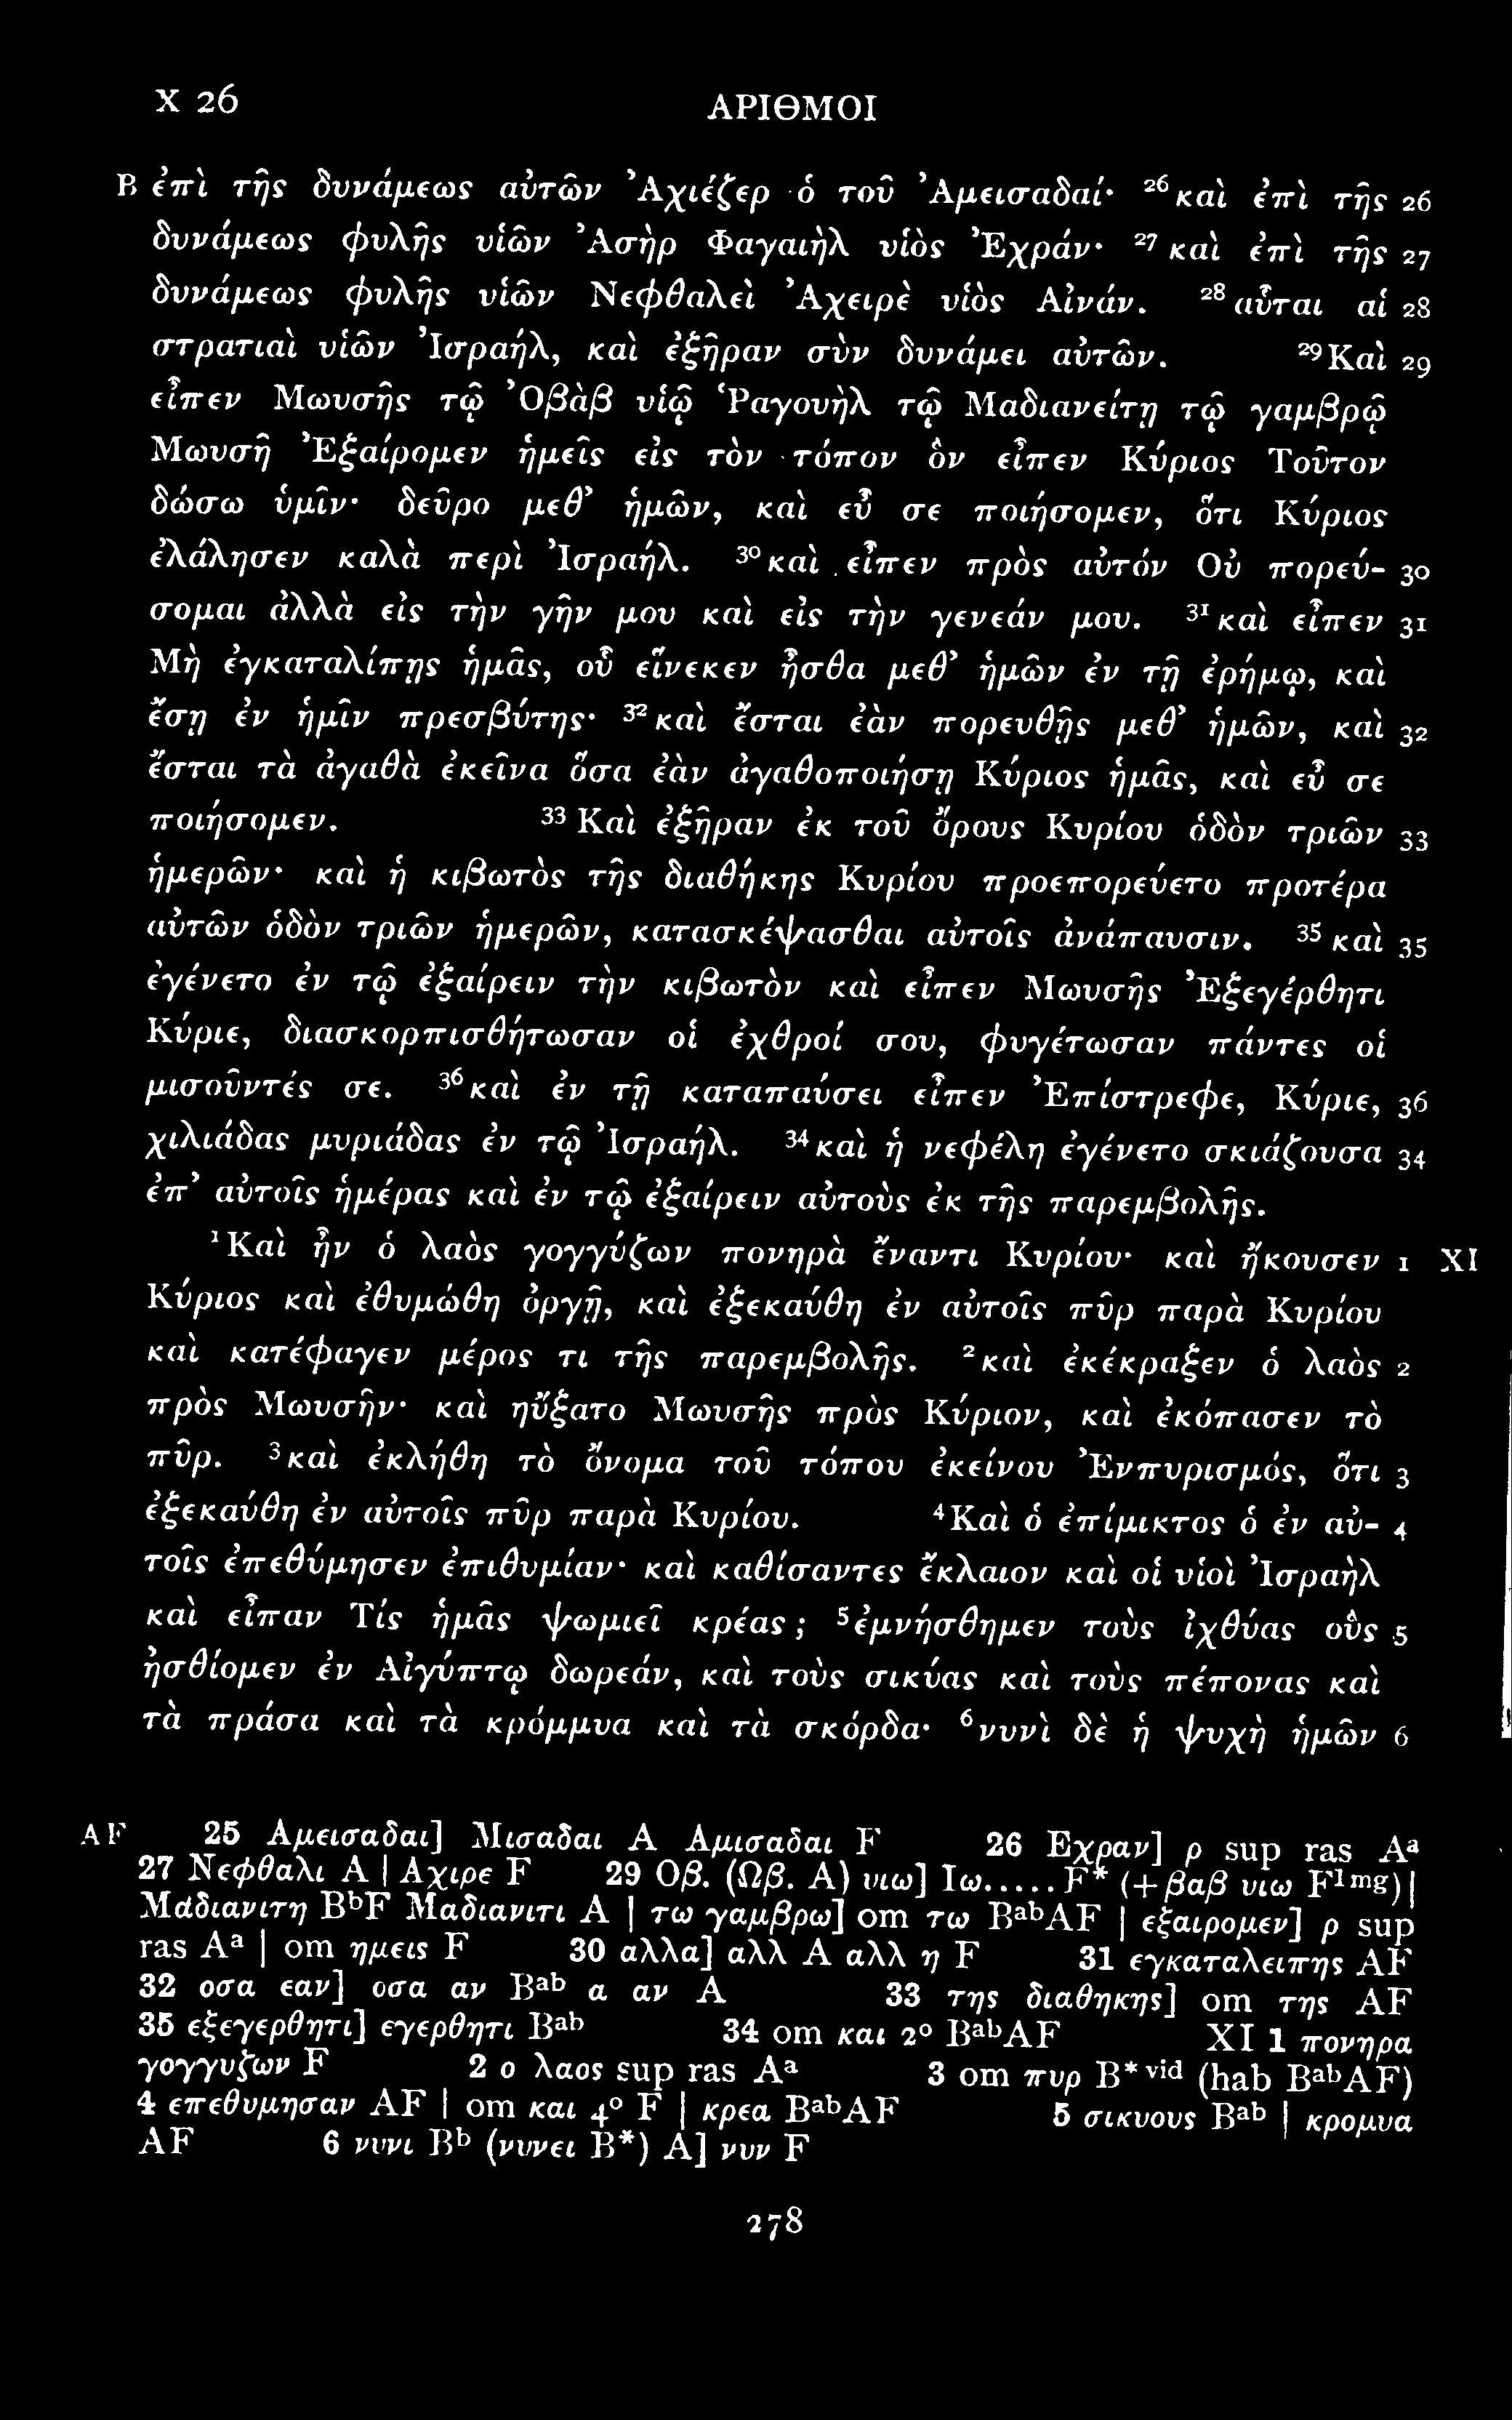 X 26 ΑΡΙΘΜΟΙ
B ἐπὶ τῆς δυνάμεως αὐτῶν Ἀχιέζερ ὁ τοῦ Ἀμεισαδαί· ²⁶καὶ ἐπὶ τῆς 26
δυνάμεως φυλῆς υἱῶν Ἀσὴρ Φαγαιὴλ υἱὸς Ἐχράν· ²⁷καὶ ἐπὶ τῆς 27
δυνάμεως φυλῆς υἱῶν Νεφθαλεὶ Ἀχειρὲ υἱὸς Αἰνάν. ²⁸αὗται αἱ 28
στρατιαὶ υἱῶν Ἰσραήλ, καὶ ἐξῆραν σὺν δυνάμει αὐτῶν. ²⁹Καὶ 29
εἶπεν Μωυσῆς τῷ Ὀβὰβ υἱῷ Ῥαγουὴλ τῷ Μαδιανείτῃ τῷ γαμβρῷ
Μωυσῆ Ἐξαίρομεν ἡμεῖς εἰς τὸν τόπον ὃν εἶπεν Κύριος Τοῦτον
δώσω ὑμῖν· δεῦρο μεθ’ ἡμῶν, καὶ εὖ σε ποιήσομεν, ὅτι Κύριος
ἐλάλησεν καλὰ περὶ Ἰσραήλ. ³⁰καὶ εἶπεν πρὸς αὐτόν Οὐ πορεύ- 30
σομαι ἀλλὰ εἰς τὴν γῆν μου καὶ εἰς τὴν γενεάν μου. ³¹καὶ εἶπεν 31
Μὴ ἐγκαταλίπῃς ἡμᾶς, οὗ εἵνεκεν ἦσθα μεθ’ ἡμῶν ἐν τῇ ἐρήμῳ, καὶ
ἔσῃ ἐν ἡμῖν πρεσβύτης· ³²καὶ ἔσται ἐὰν πορευθῇς μεθ’ ἡμῶν, καὶ 32
ἔσται τὰ ἀγαθὰ ἐκεῖνα ὅσα ἐὰν ἀγαθοποιήσῃ Κύριος ἡμᾶς, καὶ εὖ σε
ποιήσομεν. ³³Καὶ ἐξῆραν ἐκ τοῦ ὄρους Κυρίου ὁδὸν τριῶν 33
ἡμερῶν· καὶ ἡ κιβωτὸς τῆς διαθήκης Κυρίου προεπορεύετο προτέρα
αὐτῶν ὁδὸν τριῶν ἡμερῶν, κατασκέψασθαι αὐτοῖς ἀνάπαυσιν. ³⁵καὶ 35
ἐγένετο ἐν τῷ ἐξαίρειν τὴν κιβωτὸν καὶ εἶπεν Μωυσῆς Ἐξεγέρθητι
Κύριε, διασκορπισθήτωσαν οἱ ἐχθροί σου, φυγέτωσαν πάντες οἱ
μισοῦντές σε. ³⁶καὶ ἐν τῇ καταπαύσει εἶπεν Ἐπίστρεφε, Κύριε, 36
χιλιάδας μυριάδας ἐν τῷ Ἰσραήλ. ³⁴καὶ ἡ νεφέλη ἐγένετο σκιάζουσα 34
ἐπ’ αὐτοῖς ἡμέρας καὶ ἐν τῷ ἐξαίρειν αὐτοὺς ἐκ τῆς παρεμβολῆς.
¹Καὶ ἦν ὁ λαὸς γογγύζων πονηρὰ ἔναντι Κυρίου· καὶ ἤκουσεν 1 XI
Κύριος καὶ ἐθυμώθη ὀργῇ, καὶ ἐξεκαύθη ἐν αὐτοῖς πῦρ παρὰ Κυρίου
καὶ κατέφαγεν μέρος τι τῆς παρεμβολῆς. ²καὶ ἐκέκραξεν ὁ λαὸς 2
πρὸς Μωυσῆν· καὶ ηὔξατο Μωυσῆς πρὸς Κύριον, καὶ ἐκόπασεν τὸ
πῦρ. ³καὶ ἐκλήθη τὸ ὄνομα τοῦ τόπου ἐκείνου Ἐνπυρισμός, ὅτι 3
ἐξεκαύθη ἐν αὐτοῖς πῦρ παρὰ Κυρίου. ⁴Καὶ ὁ ἐπίμικτος ὁ ἐν αὐ- 4
τοῖς ἐπεθύμησεν ἐπιθυμίαν· καὶ καθίσαντες ἔκλαιον καὶ οἱ υἱοὶ Ἰσραὴλ
καὶ εἶπαν Τίς ἡμᾶς ψωμιεῖ κρέας; ⁵ἐμνήσθημεν τοὺς ἰχθύας οὓς 5
ἠσθίομεν ἐν Αἰγύπτῳ δωρεάν, καὶ τοὺς σικύας καὶ τοὺς πέπονας καὶ
τὰ πράσα καὶ τὰ κρόμμυα καὶ τὰ σκόρδα· ⁶νυνὶ δὲ ἡ ψυχὴ ἡμῶν 6
AF 25 Αμεισαδαι] Μισαδαι A Αμισαδαι F 26 Εχραν] ρ sup ras Aᵃ
27 Νεφθαλι A | Αχιρε F 29 Οβ. (Ωβ. A) υιω] Ιω.....F* (+βαβ υιω F¹ᵐᵍ) |
Μαδιανιτη BᵇF Μαδιανιτι A | τω γαμβρω] om τω BᵃᵇAF | εξαιρομεν] ρ sup
ras Aᵃ | om ημεις F 30 αλλα] αλλ A αλλ η F 31 εγκαταλειπης AF
32 οσα εαν] οσα αν Bᵃᵇ α αν A 33 της διαθηκης] om της AF
35 εξεγερθητι] εγερθητι Bᵃᵇ 34 om και 2° BᵃᵇAF XI 1 πονηρα
γογγυζων F 2 ο λαος sup ras Aᵃ 3 om πυρ B*ᵛⁱᵈ (hab BᵃᵇAF)
4 επεθυμησαν AF | om και 4° F | κρεα BᵃᵇAF 5 σικυους Bᵃᵇ | κρομυα
AF 6 νυνι Bᵇ (νυνει B*) A] νυν F
278